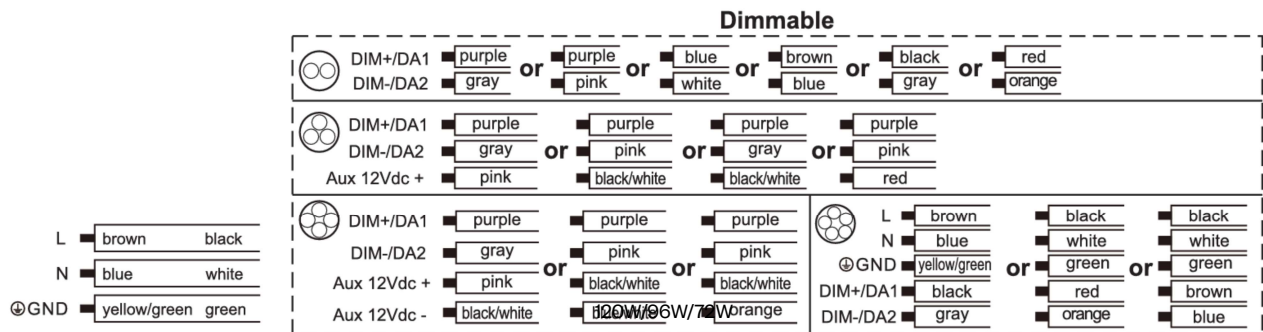 Dimmable
DIM+/DA1 purple or purple or blue or brown or black or red
DIM-/DA2 gray pink white blue gray orange
DIM+/DA1 purple purple purple purple
DIM-/DA2 gray or pink or gray or pink
Aux 12Vdc + pink black/white black/white red
DIM+/DA1 purple purple purple
DIM-/DA2 gray or pink or pink
Aux 12Vdc + pink black/white black/white
Aux 12Vdc - black/white orange
120W/96W/72W
L brown black black
N blue white white
GND yellow/green or green or green
DIM+/DA1 black red brown
DIM-/DA2 gray orange blue
L brown black
N blue white
GND yellow/green green